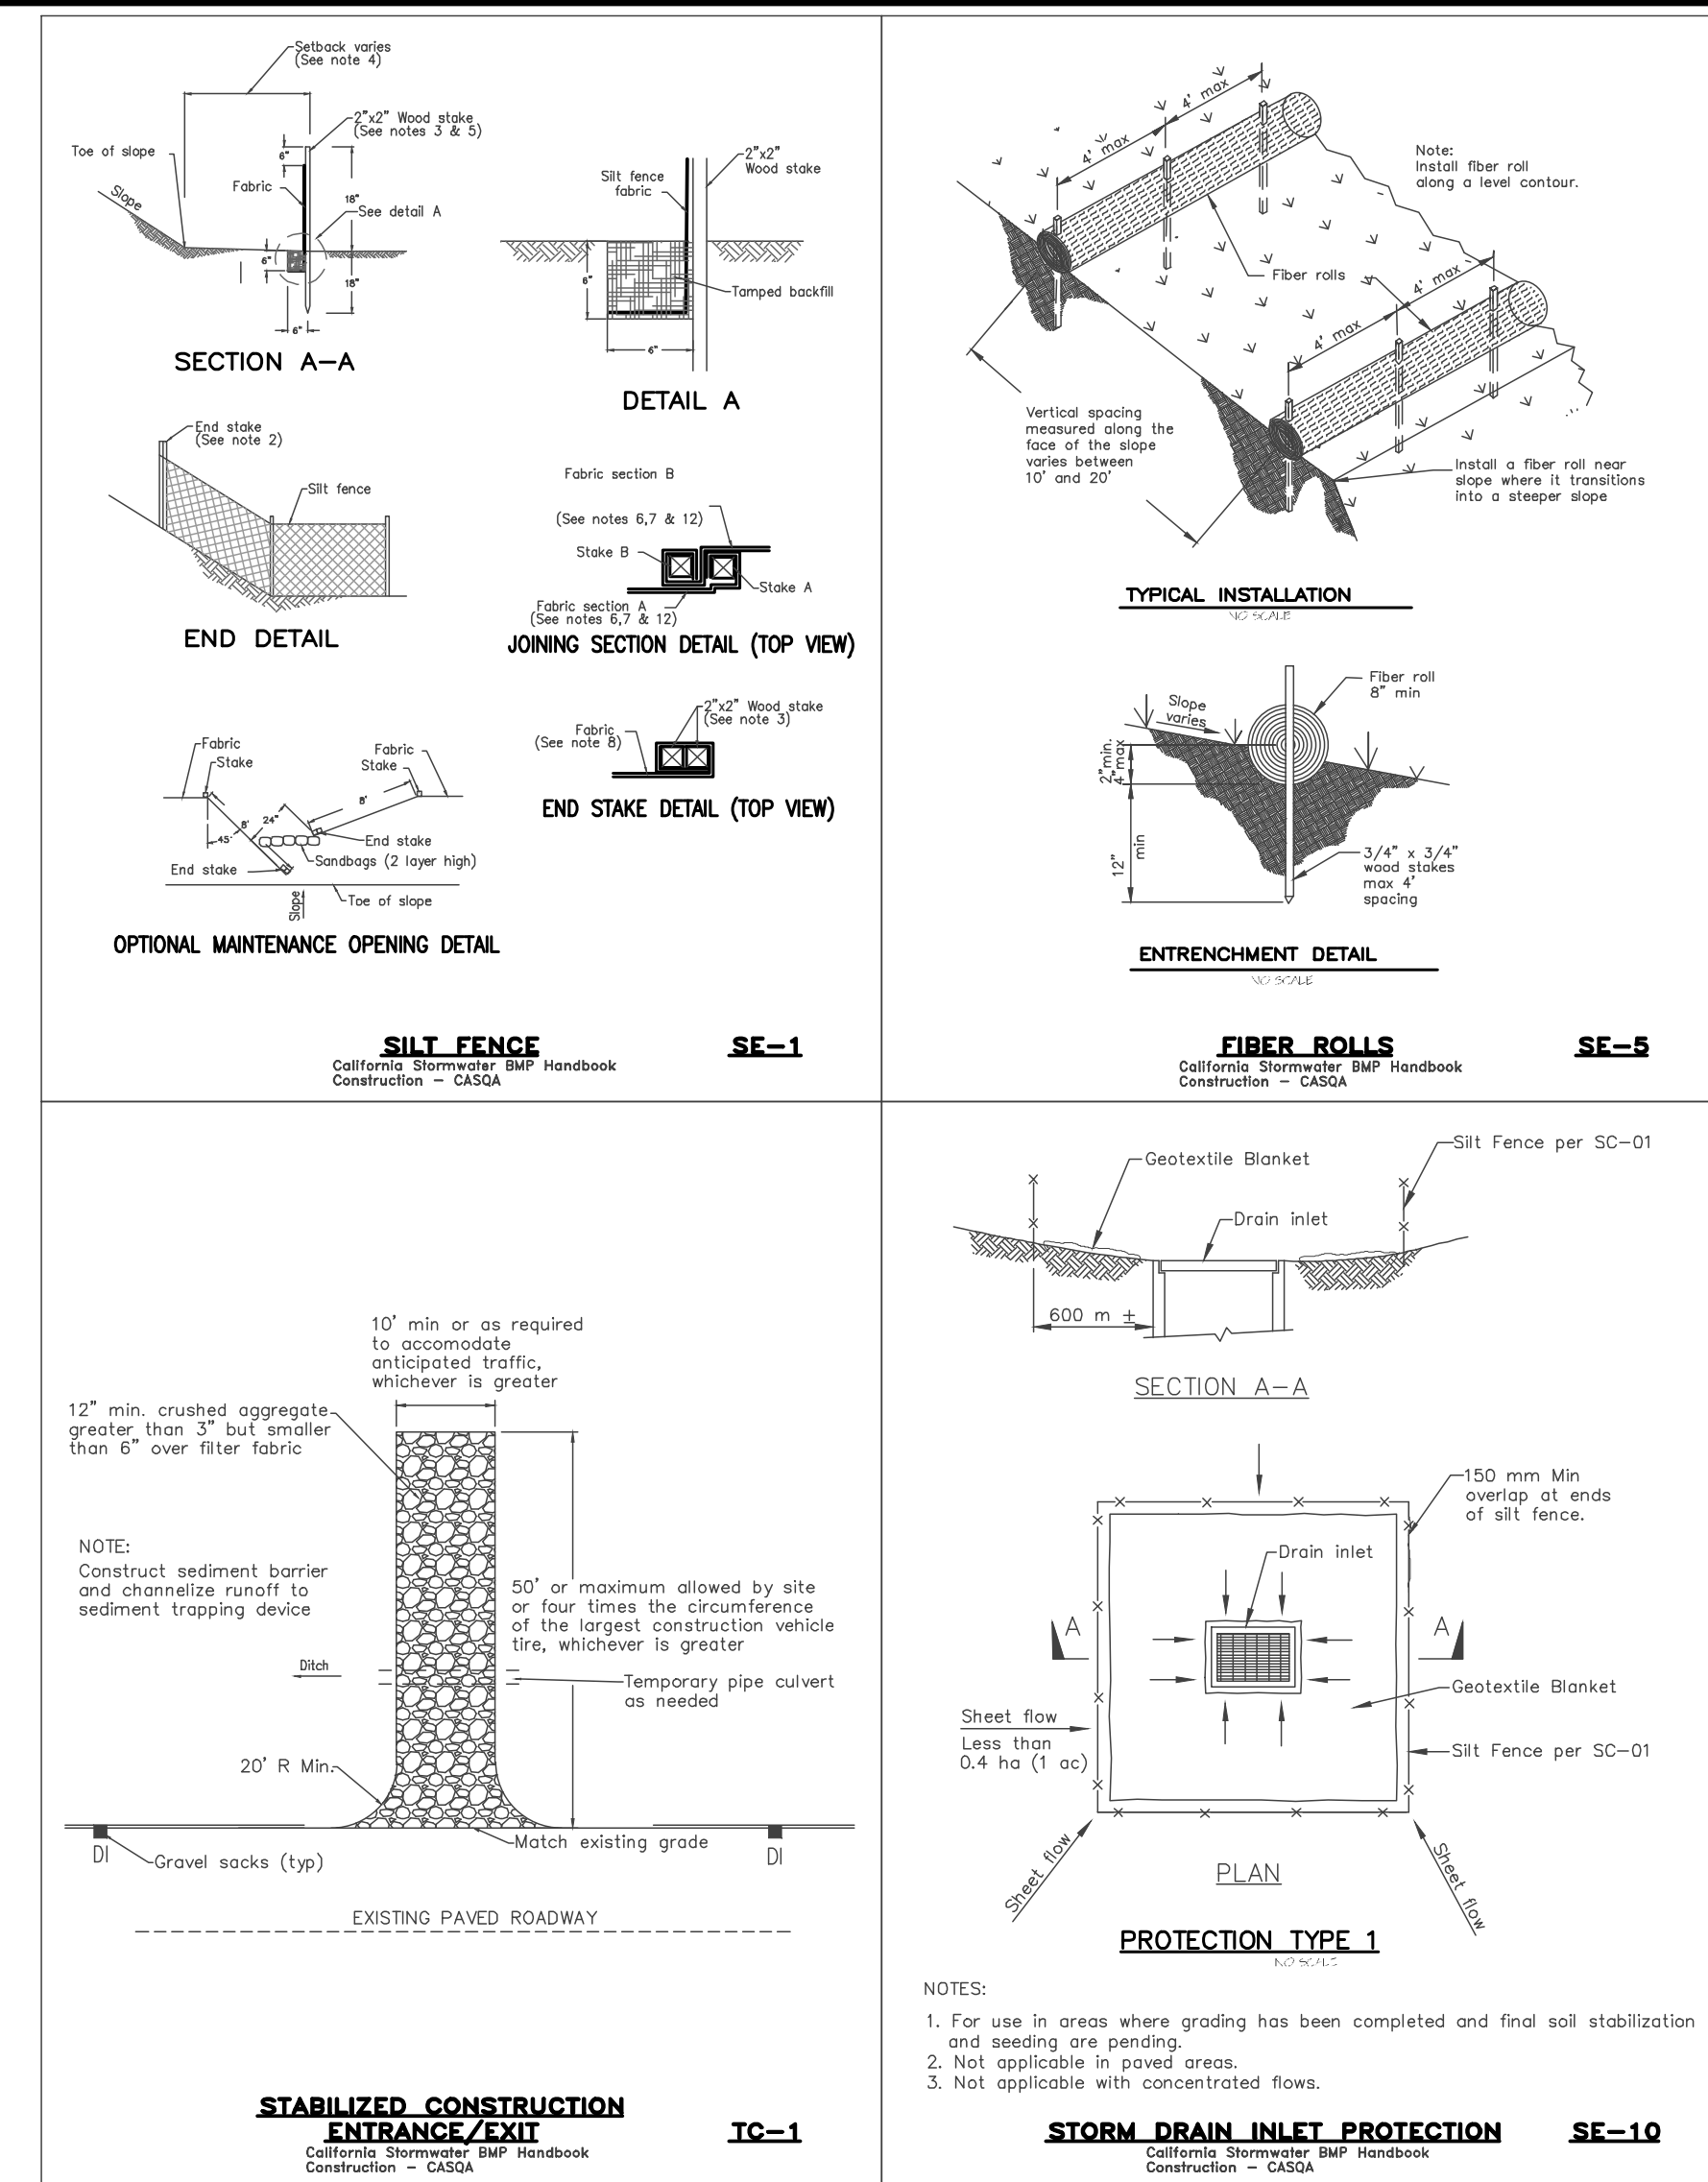 Setback varies
(See note 4)
2"x2" Wood stake
(See notes 3 & 5)
Toe of slope
6"
Slope
Fabric
18"
See detail A
6"
18"
6"
SECTION A-A
2"x2"
Wood stake
Silt fence
fabric
6"
Tamped backfill
6"
DETAIL A
End stake
(See note 2)
Silt fence
END DETAIL
Fabric section B
(See notes 6,7 & 12)
Stake B
Stake A
Fabric section A
(See notes 6,7 & 12)
JOINING SECTION DETAIL (TOP VIEW)
2"x2" Wood stake
(See note 3)
Fabric
(See note 8)
END STAKE DETAIL (TOP VIEW)
Fabric
Stake
Fabric
Stake
8'
24"
8'
45°
End stake
Sandbags (2 layer high)
End stake
Toe of slope
Slope
OPTIONAL MAINTENANCE OPENING DETAIL
SILT FENCE
SE-1
California Stormwater BMP Handbook
Construction - CASQA
4' max
4' max
Note:
Install fiber roll
along a level contour.
Fiber rolls
4' max
4' max
Vertical spacing
measured along the
face of the slope
varies between
10' and 20'
Install a fiber roll near
slope where it transitions
into a steeper slope
TYPICAL INSTALLATION
NO SCALE
Fiber roll
8" min
Slope
varies
2"min.
4"max
12"
min
3/4" x 3/4"
wood stakes
max 4'
spacing
ENTRENCHMENT DETAIL
NO SCALE
FIBER ROLLS
SE-5
California Stormwater BMP Handbook
Construction - CASQA
10' min or as required
to accomodate
anticipated traffic,
whichever is greater
12" min. crushed aggregate
greater than 3" but smaller
than 6" over filter fabric
NOTE:
Construct sediment barrier
and channelize runoff to
sediment trapping device
50' or maximum allowed by site
or four times the circumference
of the largest construction vehicle
tire, whichever is greater
Ditch
Temporary pipe culvert
as needed
20' R Min.
Match existing grade
DI
Gravel sacks (typ)
DI
EXISTING PAVED ROADWAY
STABILIZED CONSTRUCTION
ENTRANCE/EXIT
TC-1
California Stormwater BMP Handbook
Construction - CASQA
Silt Fence per SC-01
Geotextile Blanket
Drain inlet
600 m ±
SECTION A-A
150 mm Min
overlap at ends
of silt fence.
Drain inlet
A
A
Geotextile Blanket
Sheet flow
Less than
0.4 ha (1 ac)
Silt Fence per SC-01
Sheet flow
Sheet flow
PLAN
PROTECTION TYPE 1
NO SCALE
NOTES:
1. For use in areas where grading has been completed and final soil stabilization
and seeding are pending.
2. Not applicable in paved areas.
3. Not applicable with concentrated flows.
STORM DRAIN INLET PROTECTION
SE-10
California Stormwater BMP Handbook
Construction - CASQA